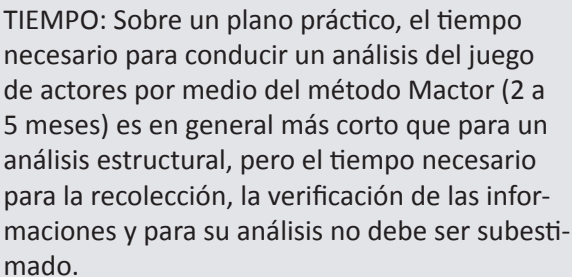 TIEMPO: Sobre un plano práctico, el tiempo
necesario para conducir un análisis del juego
de actores por medio del método Mactor (2 a
5 meses) es en general más corto que para un
análisis estructural, pero el tiempo necesario
para la recolección, la verificación de las infor-
maciones y para su análisis no debe ser subesti-
mado.